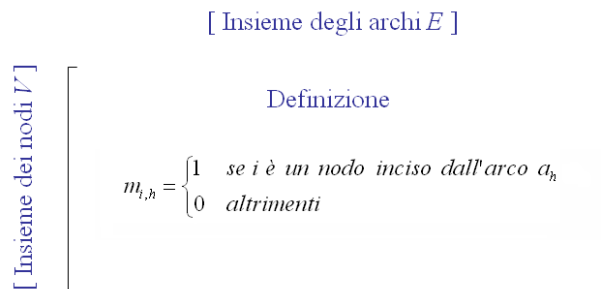 [ Insieme degli archi E ]
[ Insieme dei nodi V ]
Definizione
m_{i,h} = { 1 se i è un nodo inciso dall'arco a_h
0 altrimenti